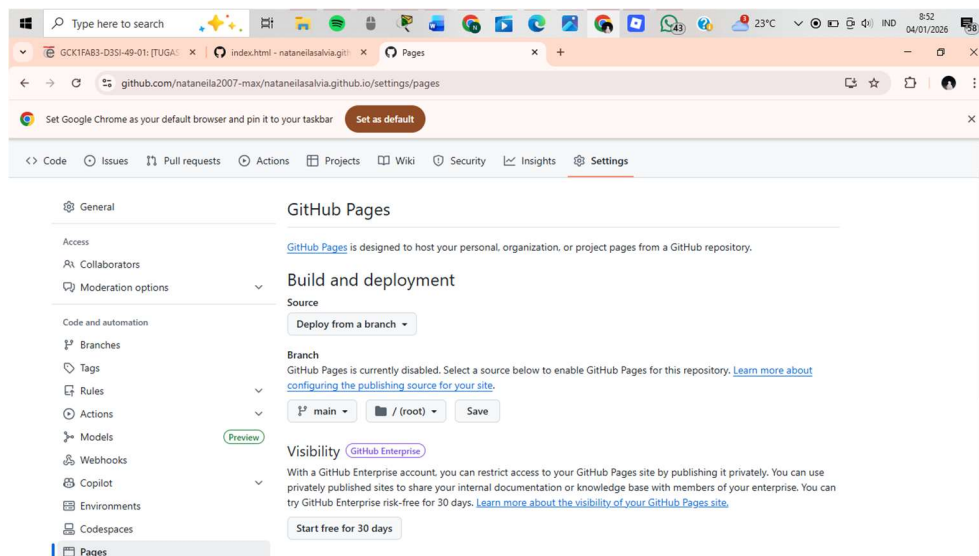 Type here to search
43
23°C
IND
8:52
04/01/2026
58
GCK1FAB3-D3SI-49-01: [TUGAS
index.html - nataneilasalvia.gith
Pages
github.com/nataneila2007-max/nataneilasalvia.github.io/settings/pages
Set Google Chrome as your default browser and pin it to your taskbar
Set as default
Code
Issues
Pull requests
Actions
Projects
Wiki
Security
Insights
Settings
General
Access
Collaborators
Moderation options
Code and automation
Branches
Tags
Rules
Actions
Models
Preview
Webhooks
Copilot
Environments
Codespaces
Pages
GitHub Pages
GitHub Pages is designed to host your personal, organization, or project pages from a GitHub repository.
Build and deployment
Source
Deploy from a branch
Branch
GitHub Pages is currently disabled. Select a source below to enable GitHub Pages for this repository. Learn more about
configuring the publishing source for your site.
main
/ (root)
Save
Visibility GitHub Enterprise
With a GitHub Enterprise account, you can restrict access to your GitHub Pages site by publishing it privately. You can use
privately published sites to share your internal documentation or knowledge base with members of your enterprise. You can
try GitHub Enterprise risk-free for 30 days. Learn more about the visibility of your GitHub Pages site.
Start free for 30 days